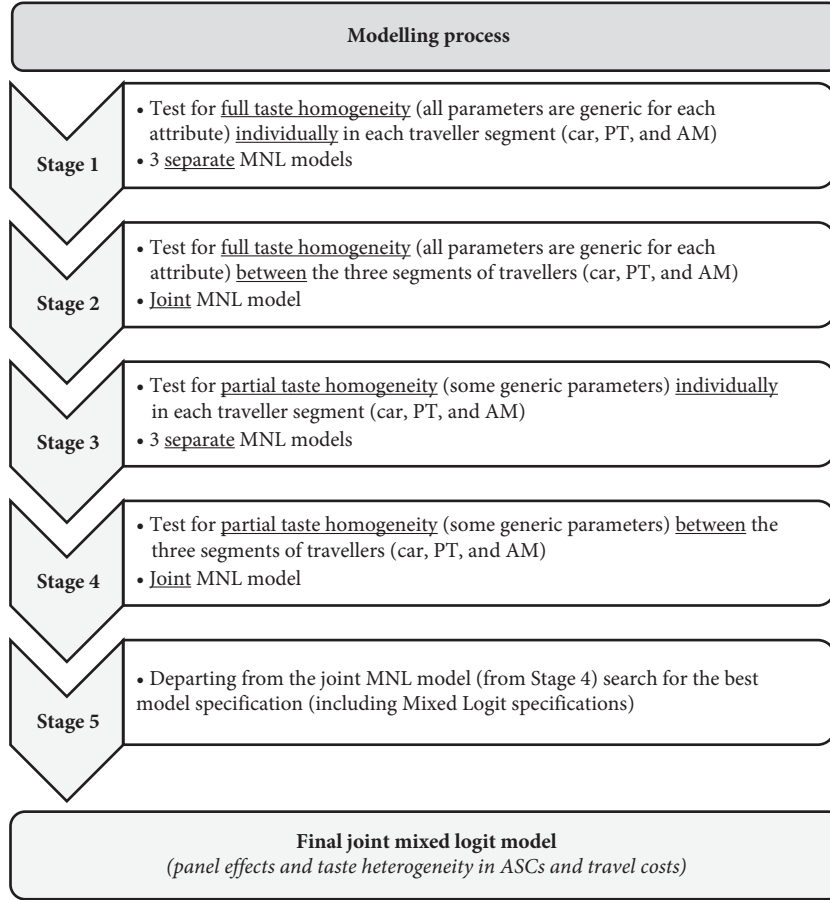 Modelling process
• Test for full taste homogeneity (all parameters are generic for each
attribute) individually in each traveller segment (car, PT, and AM)
• 3 separate MNL models
Stage 1
• Test for full taste homogeneity (all parameters are generic for each
attribute) between the three segments of travellers (car, PT, and AM)
• Joint MNL model
Stage 2
• Test for partial taste homogeneity (some generic parameters) individually
in each traveller segment (car, PT, and AM)
• 3 separate MNL models
Stage 3
• Test for partial taste homogeneity (some generic parameters) between the
three segments of travellers (car, PT, and AM)
• Joint MNL model
Stage 4
• Departing from the joint MNL model (from Stage 4) search for the best
model specification (including Mixed Logit specifications)
Stage 5
Final joint mixed logit model
(panel effects and taste heterogeneity in ASCs and travel costs)